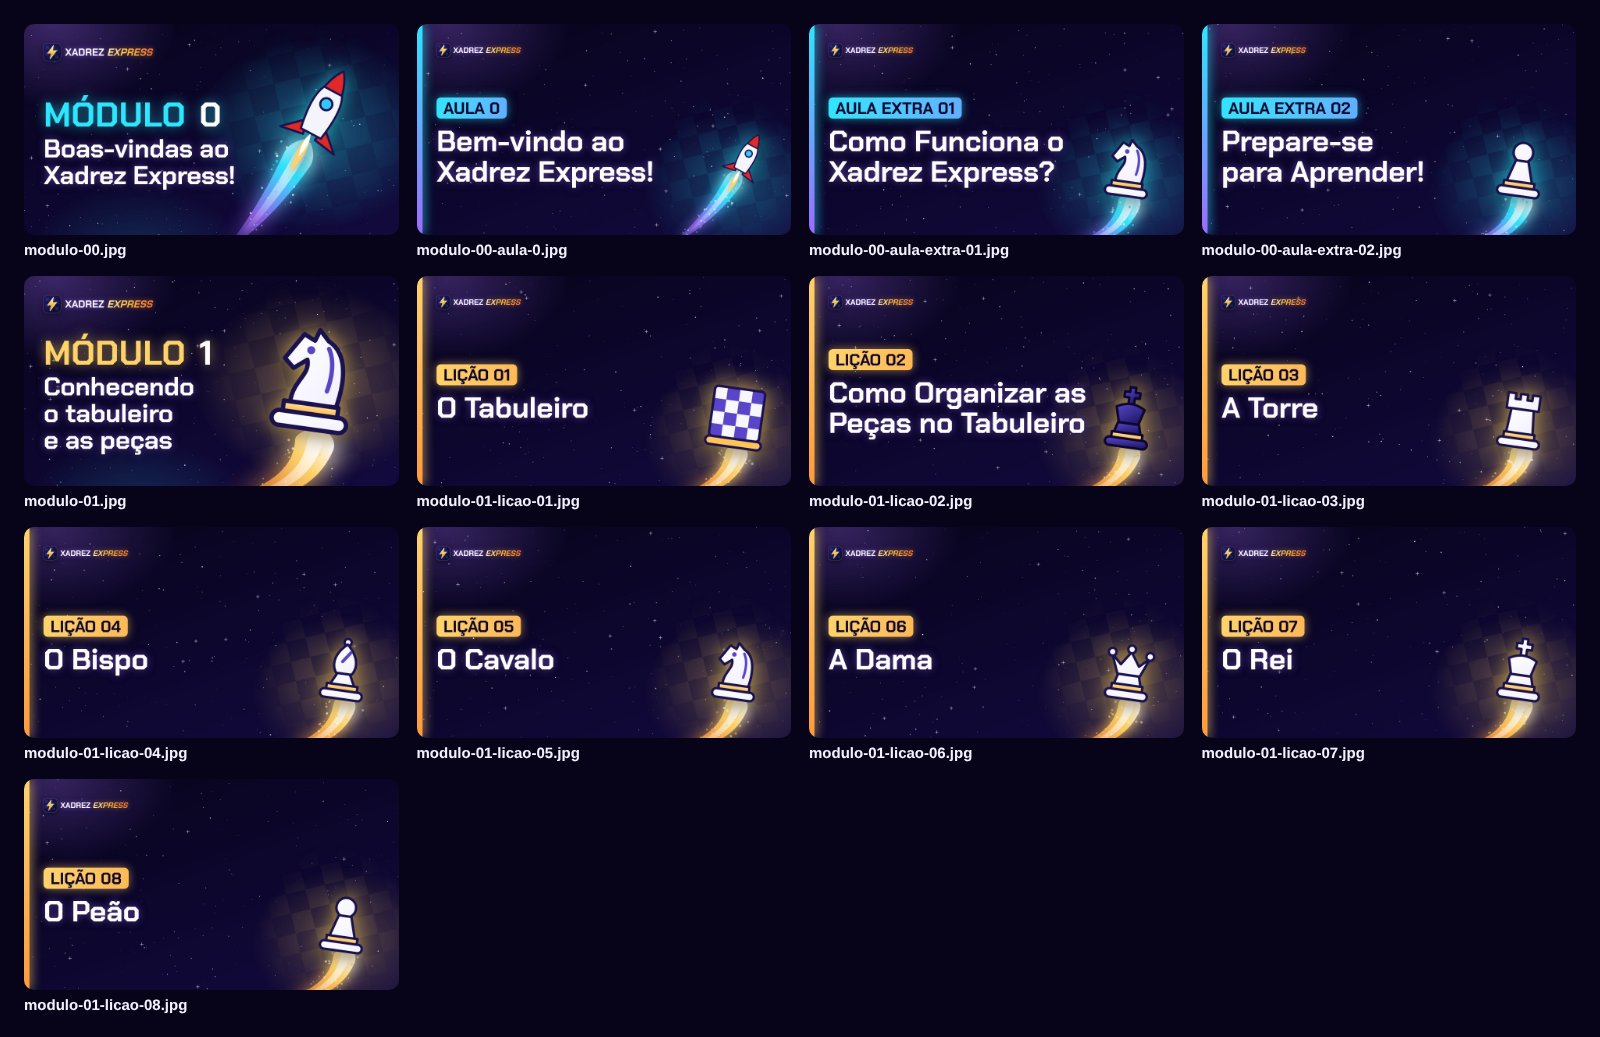 XADREZ EXPRESS
MÓDULO 0
Boas-vindas ao
Xadrez Express!
modulo-00.jpg
XADREZ EXPRESS
AULA 0
Bem-vindo ao
Xadrez Express!
modulo-00-aula-0.jpg
XADREZ EXPRESS
AULA EXTRA 01
Como Funciona o
Xadrez Express?
modulo-00-aula-extra-01.jpg
XADREZ EXPRESS
AULA EXTRA 02
Prepare-se
para Aprender!
modulo-00-aula-extra-02.jpg
XADREZ EXPRESS
MÓDULO 1
Conhecendo
o tabuleiro
e as peças
modulo-01.jpg
XADREZ EXPRESS
LIÇÃO 01
O Tabuleiro
modulo-01-licao-01.jpg
XADREZ EXPRESS
LIÇÃO 02
Como Organizar as
Peças no Tabuleiro
modulo-01-licao-02.jpg
XADREZ EXPRESS
LIÇÃO 03
A Torre
modulo-01-licao-03.jpg
XADREZ EXPRESS
LIÇÃO 04
O Bispo
modulo-01-licao-04.jpg
XADREZ EXPRESS
LIÇÃO 05
O Cavalo
modulo-01-licao-05.jpg
XADREZ EXPRESS
LIÇÃO 06
A Dama
modulo-01-licao-06.jpg
XADREZ EXPRESS
LIÇÃO 07
O Rei
modulo-01-licao-07.jpg
XADREZ EXPRESS
LIÇÃO 08
O Peão
modulo-01-licao-08.jpg